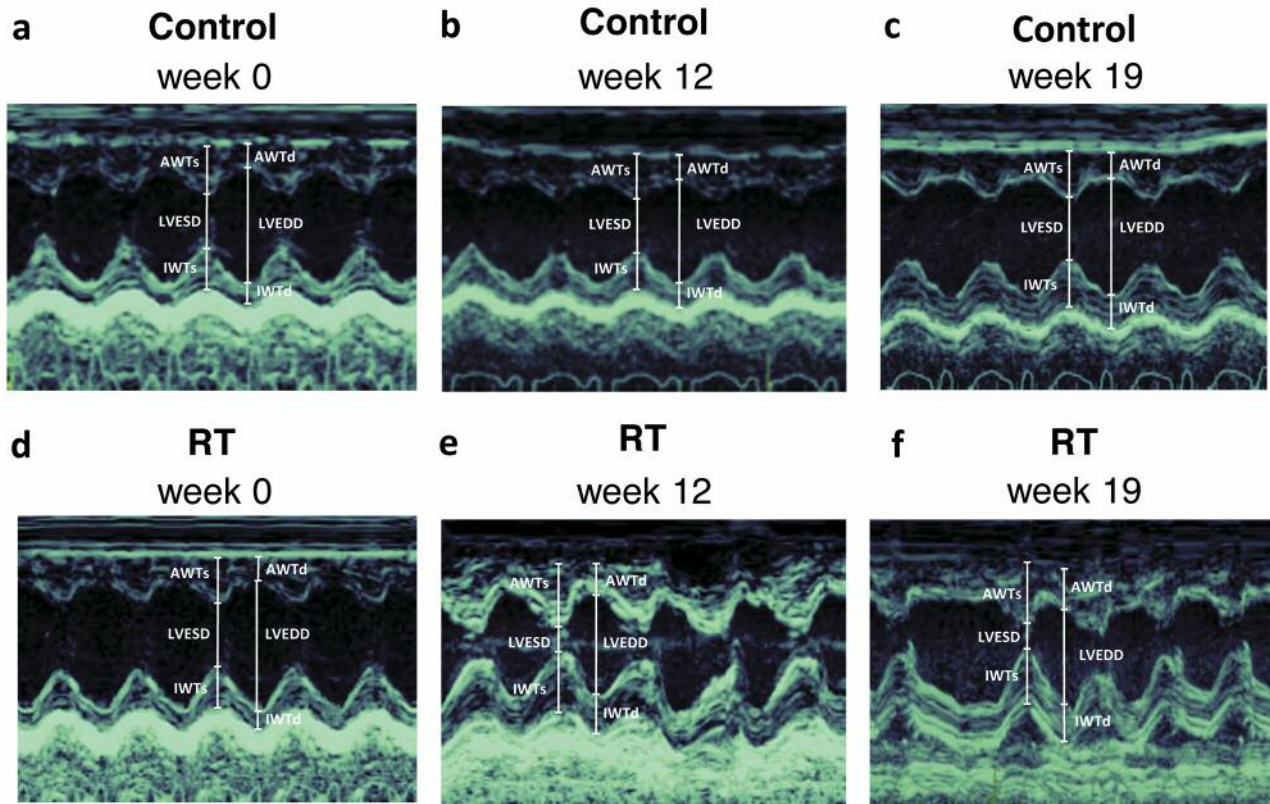 a
Control
week 0
AWTs
AWTd
LVESD
LVEDD
IWTs
IWTd
b
Control
week 12
AWTs
AWTd
LVESD
LVEDD
IWTs
IWTd
c
Control
week 19
AWTs
AWTd
LVESD
LVEDD
IWTs
IWTd
d
RT
week 0
AWTs
AWTd
LVESD
LVEDD
IWTs
IWTd
e
RT
week 12
AWTs
AWTd
LVESD
LVEDD
IWTs
IWTd
f
RT
week 19
AWTs
AWTd
LVESD
LVEDD
IWTs
IWTd